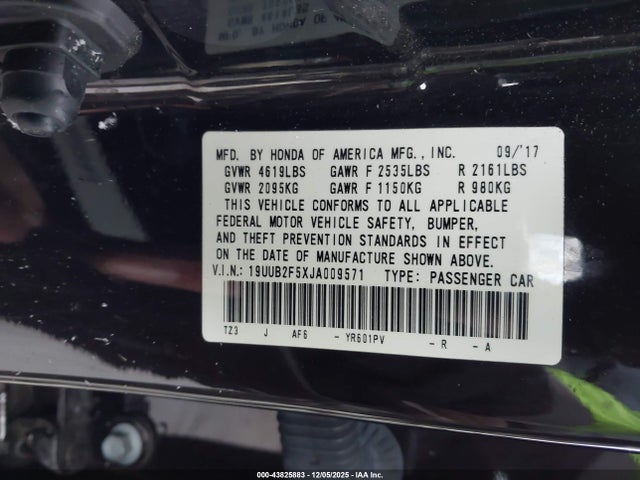 MFD. BY HONDA OF AMERICA MFG., INC. 09/'17
GVWR 4619LBS GAWR F 2535LBS R 2161LBS
GVWR 2095KG GAWR F 1150KG R 980KG
THIS VEHICLE CONFORMS TO ALL APPLICABLE
FEDERAL MOTOR VEHICLE SAFETY, BUMPER,
AND THEFT PREVENTION STANDARDS IN EFFECT
ON THE DATE OF MANUFACTURE SHOWN ABOVE.
V.I.N.: 19UUB2F5XJA009571 TYPE: PASSENGER CAR
TZ3 J AF6 - YR601PV - R - A
000-43825883 - 12/05/2025 - IAA Inc.